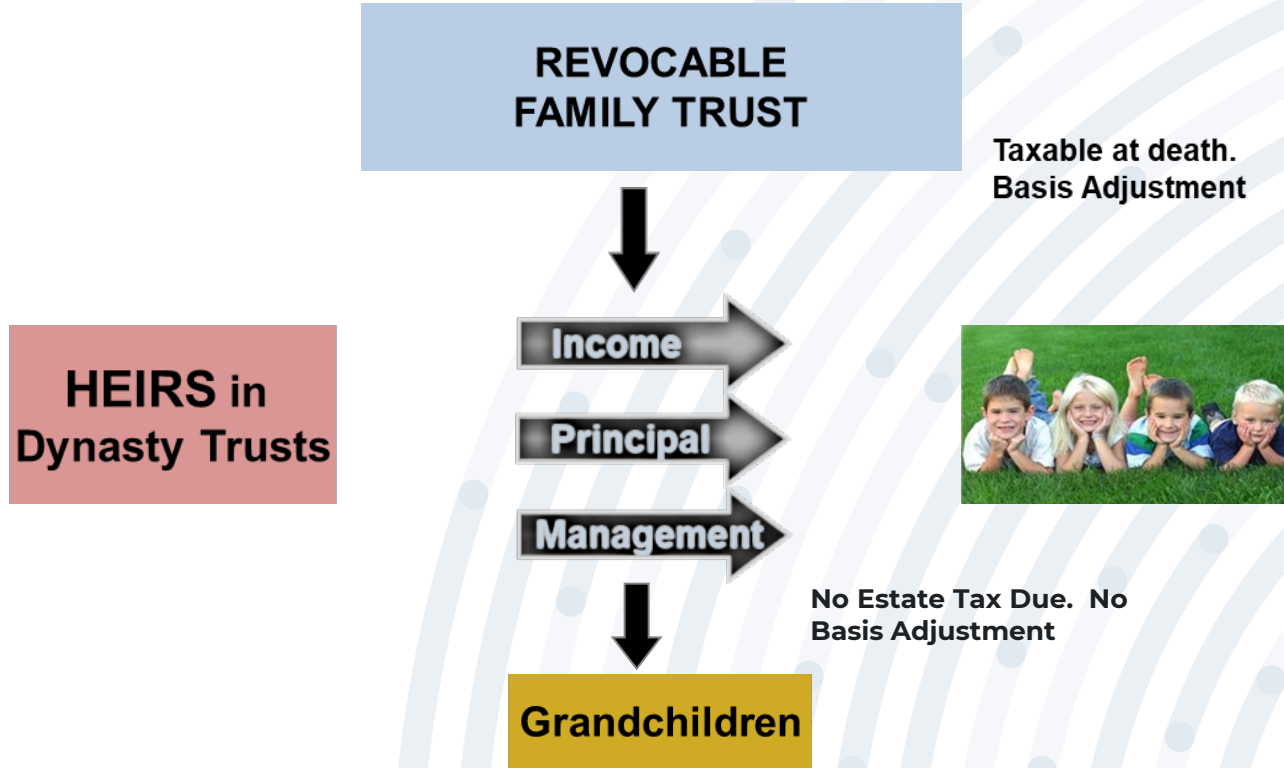 REVOCABLE
FAMILY TRUST
Taxable at death.
Basis Adjustment
HEIRS in
Dynasty Trusts
Income
Principal
Management
No Estate Tax Due.  No
Basis Adjustment
Grandchildren